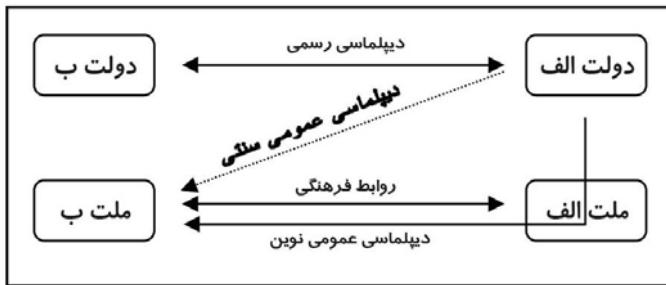 دولت الف
دیپلماسی رسمی
دولت ب
دیپلماسی عمومی سنتی
ملت الف
روابط فرهنگی
ملت ب
دیپلماسی عمومی نوین